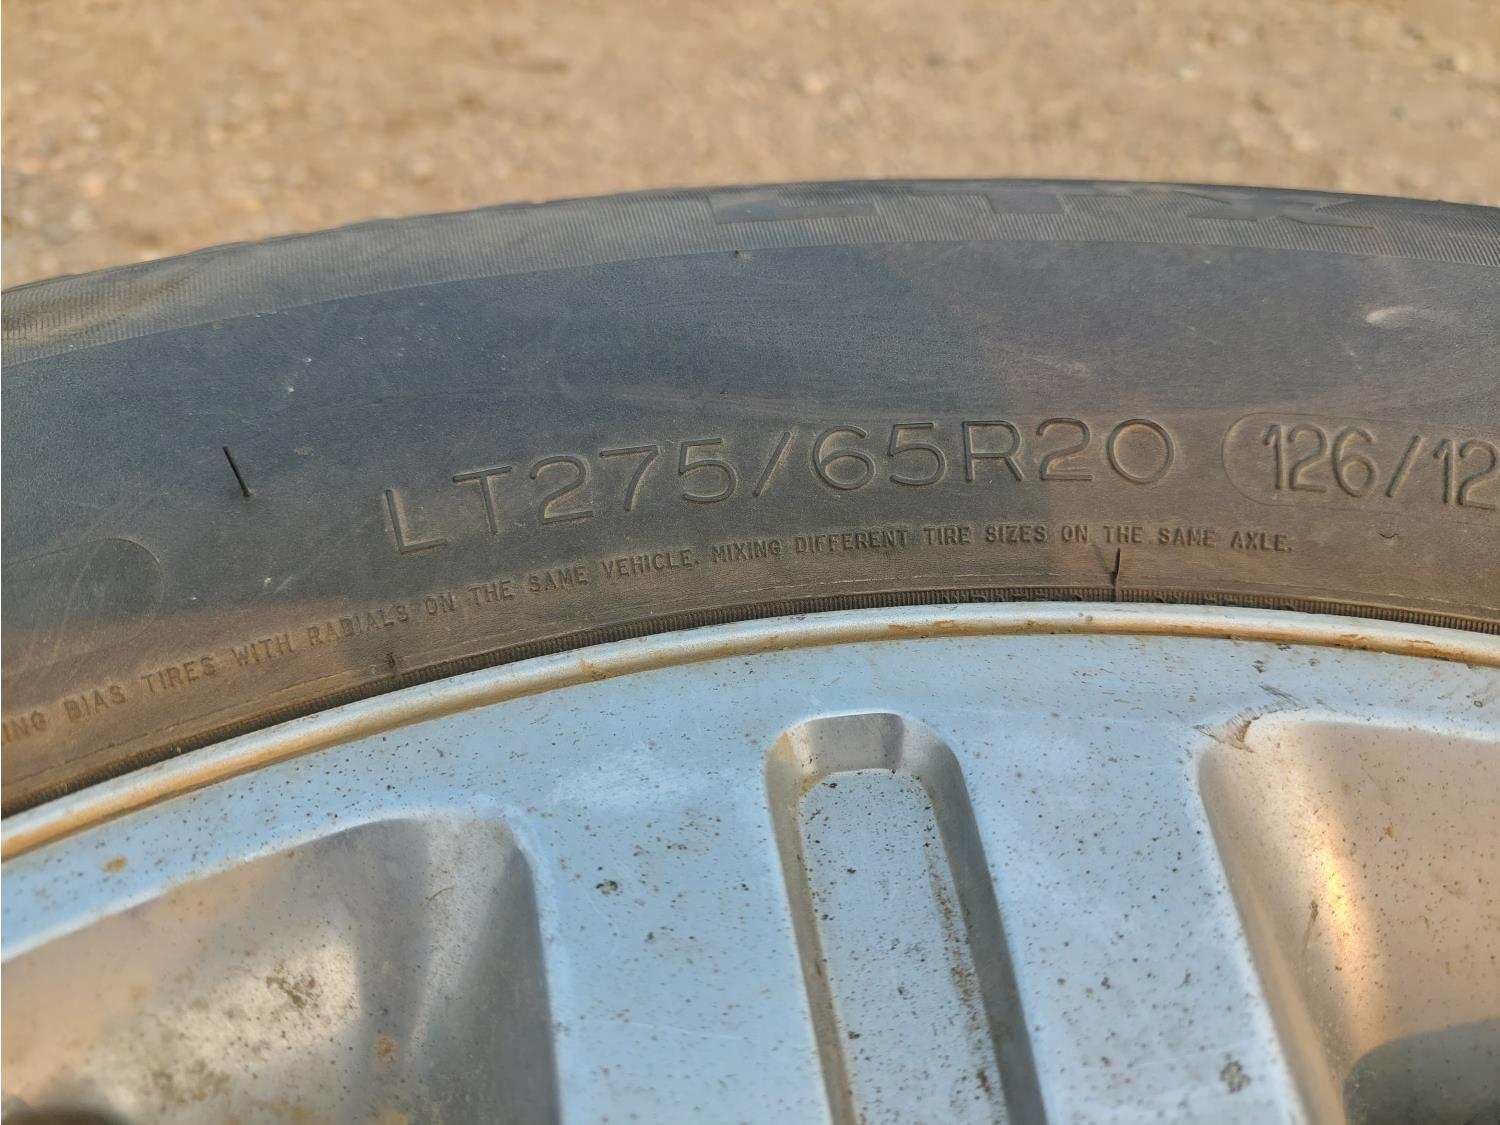 LTX
LT275/65R20 126/12
ING BIAS TIRES WITH RADIALS ON THE SAME VEHICLE. MIXING DIFFERENT TIRE SIZES ON THE SAME AXLE.